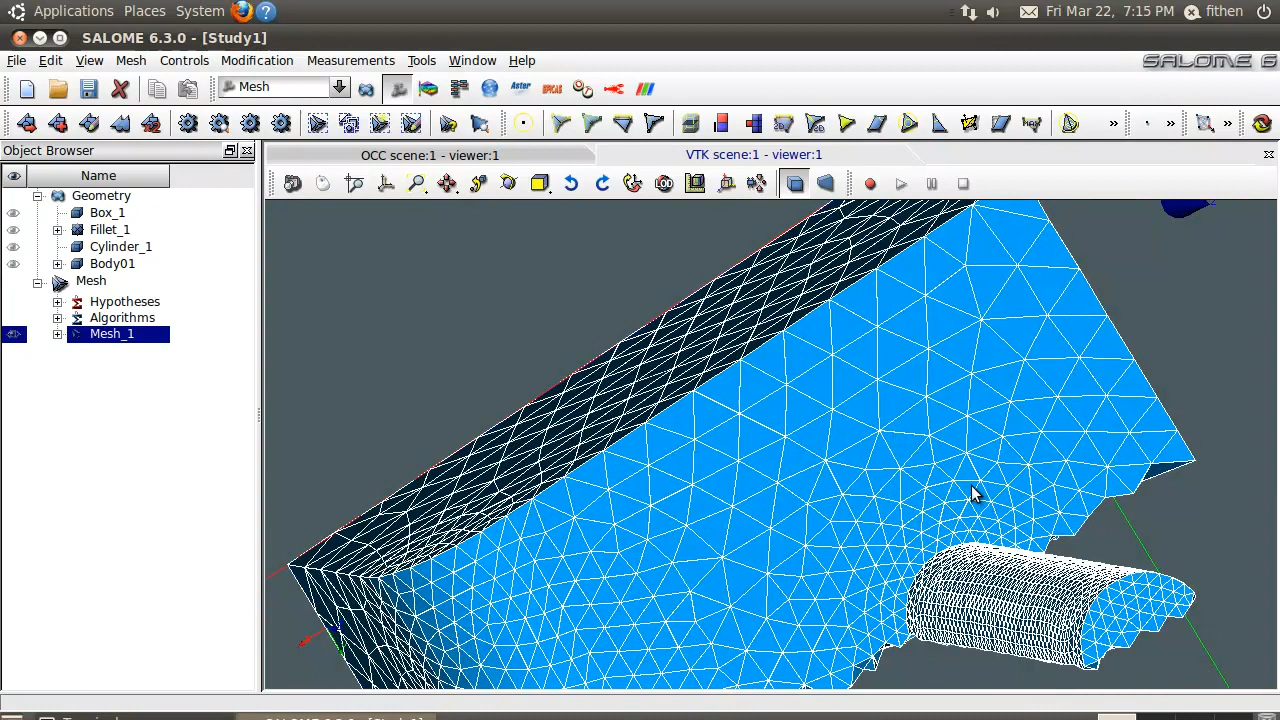 Applications Places System ? Fri Mar 22, 7:15 PM fithen
SALOME 6.3.0 - [Study1]
File Edit View Mesh Controls Modification Measurements Tools Window Help SALOME 6
Mesh Aster EFICAS
» » »
Object Browser OCC scene:1 - viewer:1 VTK scene:1 - viewer:1
Name
Geometry
Box_1
Fillet_1
Cylinder_1
Body01
Mesh
Hypotheses
Algorithms
Mesh_1